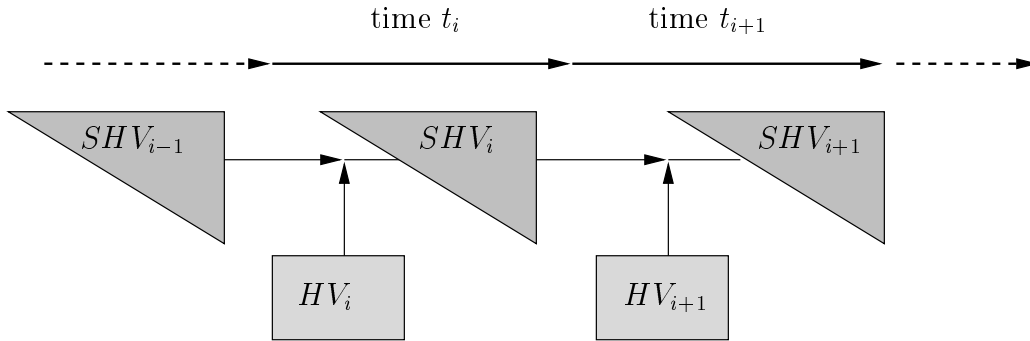 time t_i time t_{i+1}
SHV_{i-1} SHV_i SHV_{i+1}
HV_i HV_{i+1}